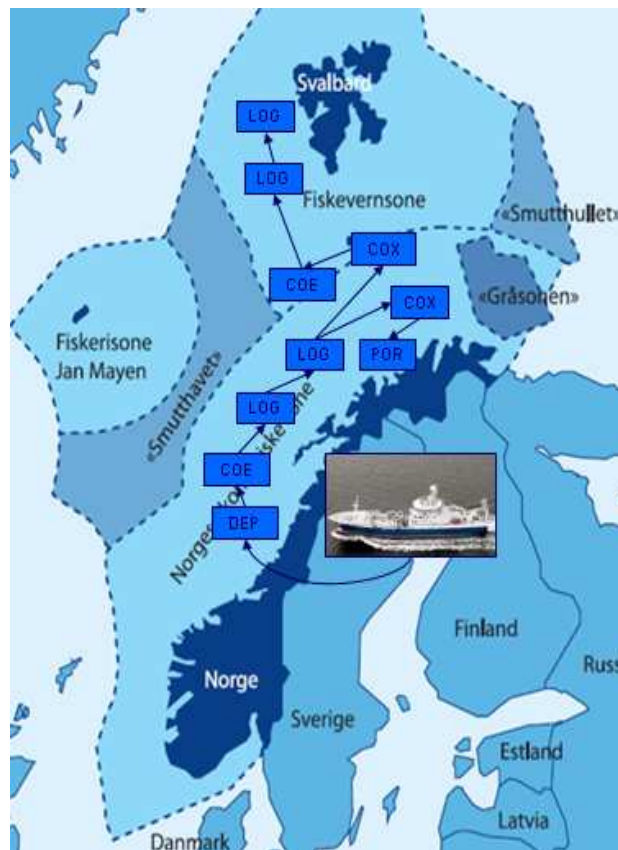 Svalbard
LOG
LOG
Fiskevernsone
«Smutthullet»
COX
COE
«Gråsonen»
COX
Fiskerisone
Jan Mayen
LOG
POR
«Smutthavet»
LOG
COE
DEP
Finland
Norge
Russ
Sverige
Estland
Latvia
Danmark